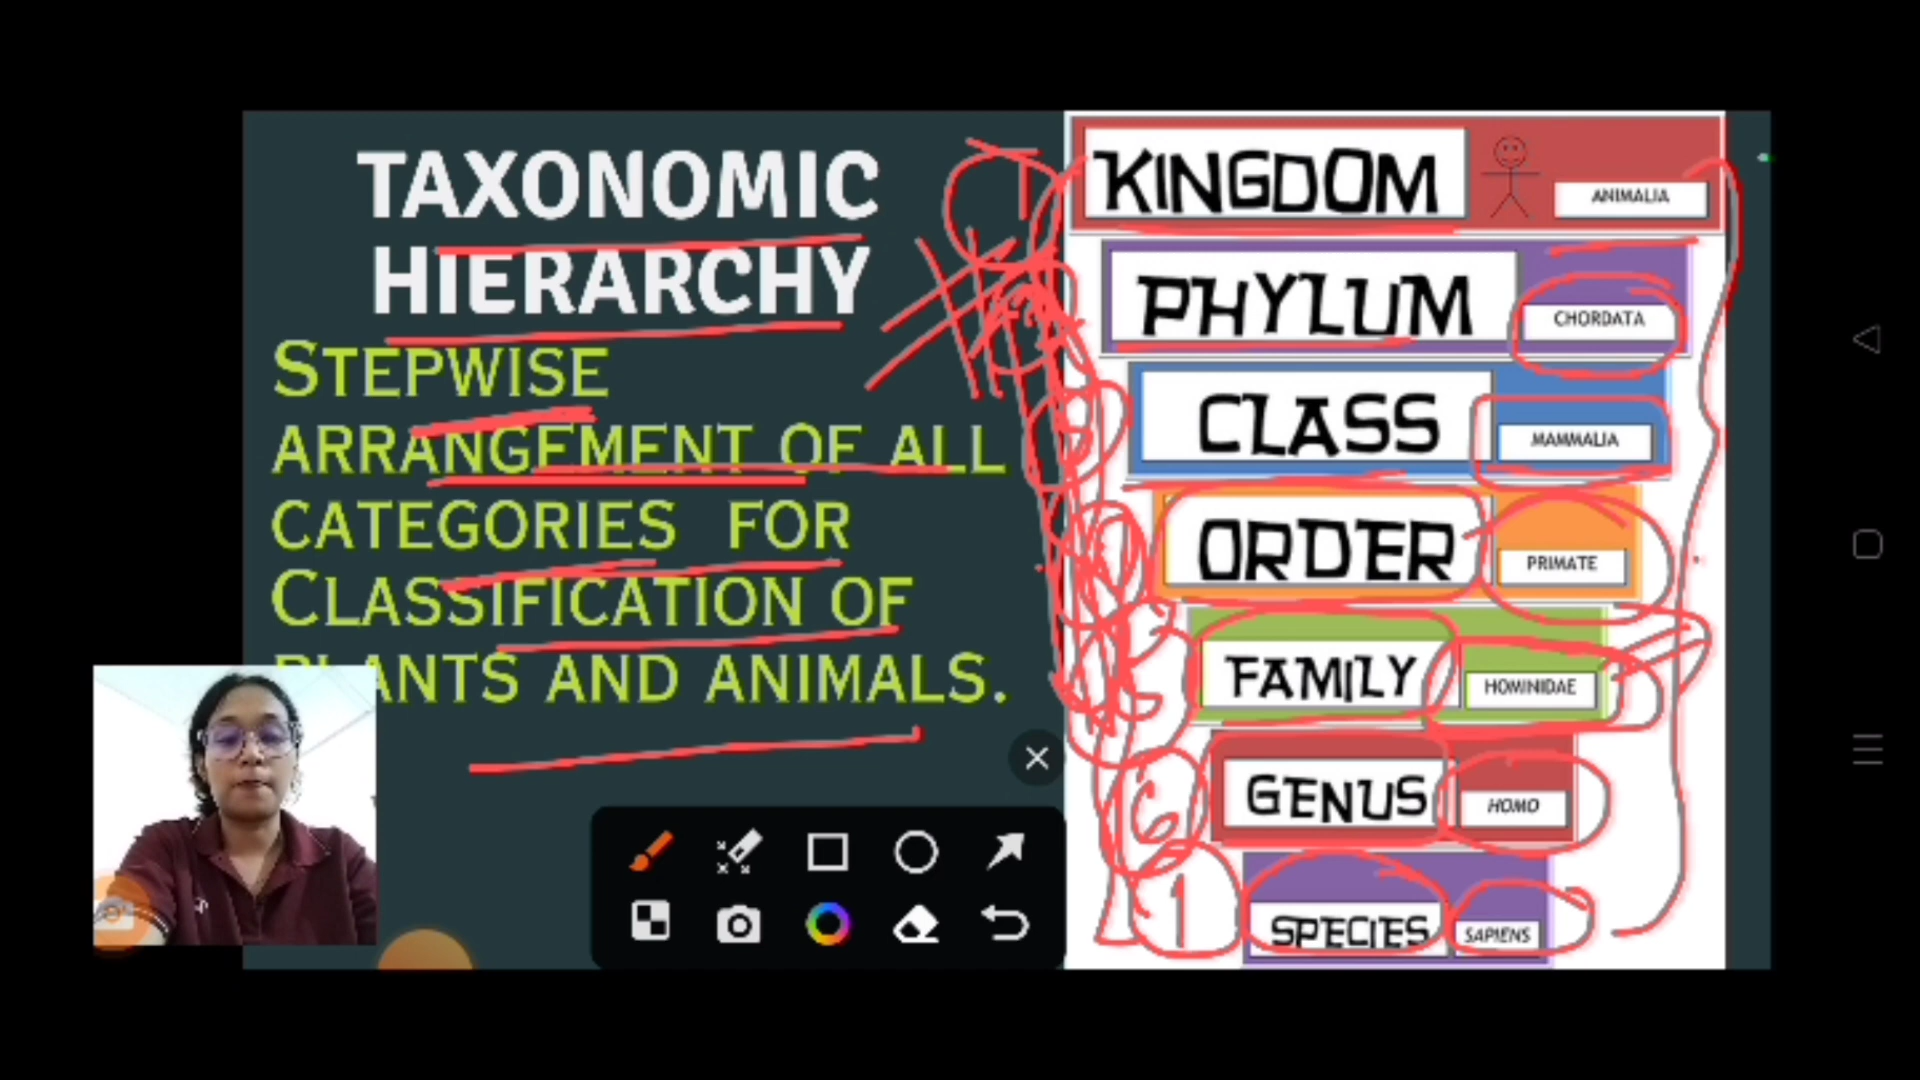 TAXONOMIC
HIERARCHY
STEPWISE
ARRANGEMENT OF ALL
CATEGORIES FOR
CLASSIFICATION OF
PLANTS AND ANIMALS.
KINGDOM
ANIMALIA
PHYLUM
CHORDATA
CLASS
MAMMALIA
ORDER
PRIMATE
FAMILY
HOMINIDAE
GENUS
HOMO
SPECIES
SAPIENS